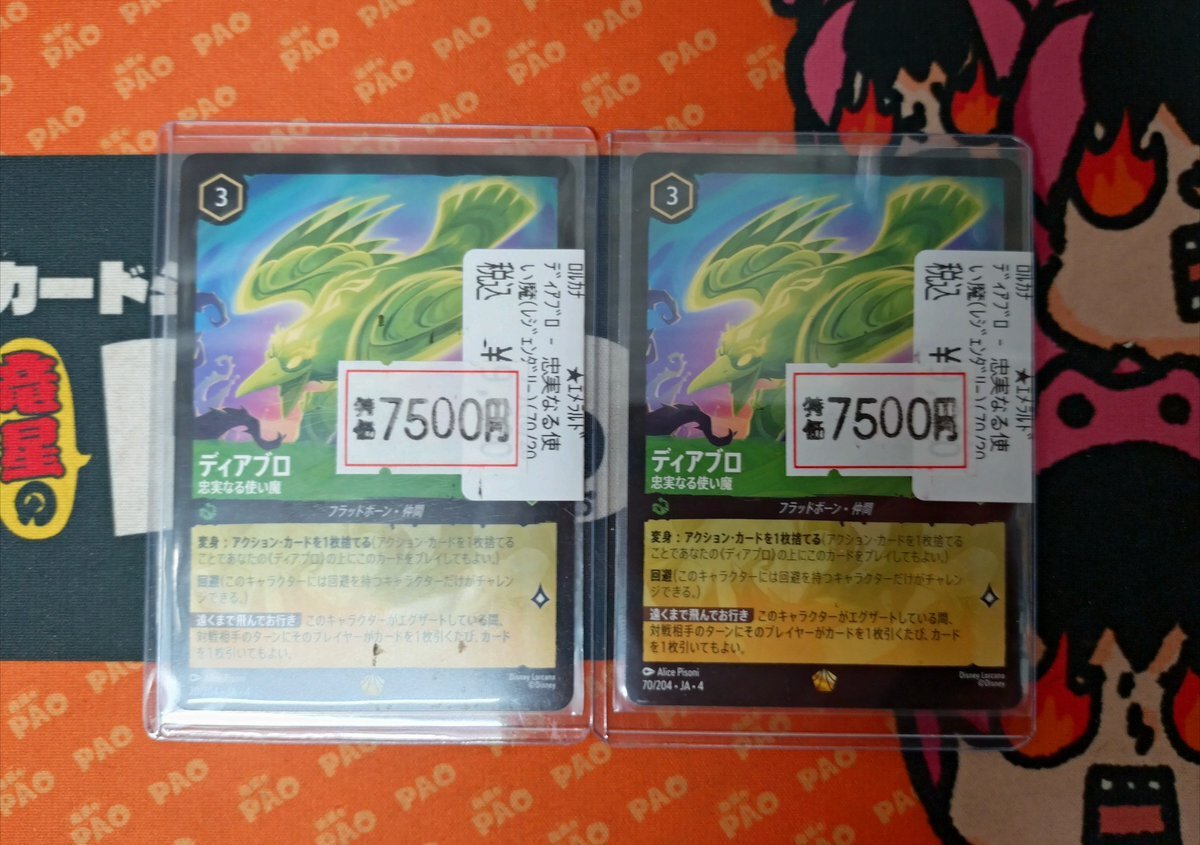 PAO
カード
竜星の
3
ロルカナ ★エメラルド
ディアブロ - 忠実なる使
い魔(レジェンダリー)(70/20
税込 ¥
特価 7500円
ディアブロ
忠実なる使い魔
フラッドボーン・仲間
変身：アクション・カードを1枚捨てる(アクション・カードを1枚捨てる
ことであなたの《ディアブロ》の上にこのカードをプレイしてもよい。)
回避(このキャラクターには回避を持つキャラクターだけがチャレン
ジできる。)
遠くまで飛んでお行き このキャラクターがエグザートしている間、
対戦相手のターンにそのプレイヤーがカードを1枚引くたび、カード
を1枚引いてもよい。
Alice Pisoni
Disney Lorcana
©Disney
3
ロルカナ ★エメラルド
ディアブロ - 忠実なる使
い魔(レジェンダリー)(70/20
税込 ¥
特価 7500円
ディアブロ
忠実なる使い魔
フラッドボーン・仲間
変身：アクション・カードを1枚捨てる(アクション・カードを1枚捨てる
ことであなたの《ディアブロ》の上にこのカードをプレイしてもよい。)
回避(このキャラクターには回避を持つキャラクターだけがチャレン
ジできる。)
遠くまで飛んでお行き このキャラクターがエグザートしている間、
対戦相手のターンにそのプレイヤーがカードを1枚引くたび、カード
を1枚引いてもよい。
Alice Pisoni
70/204・JA・4
Disney Lorcana
©Disney